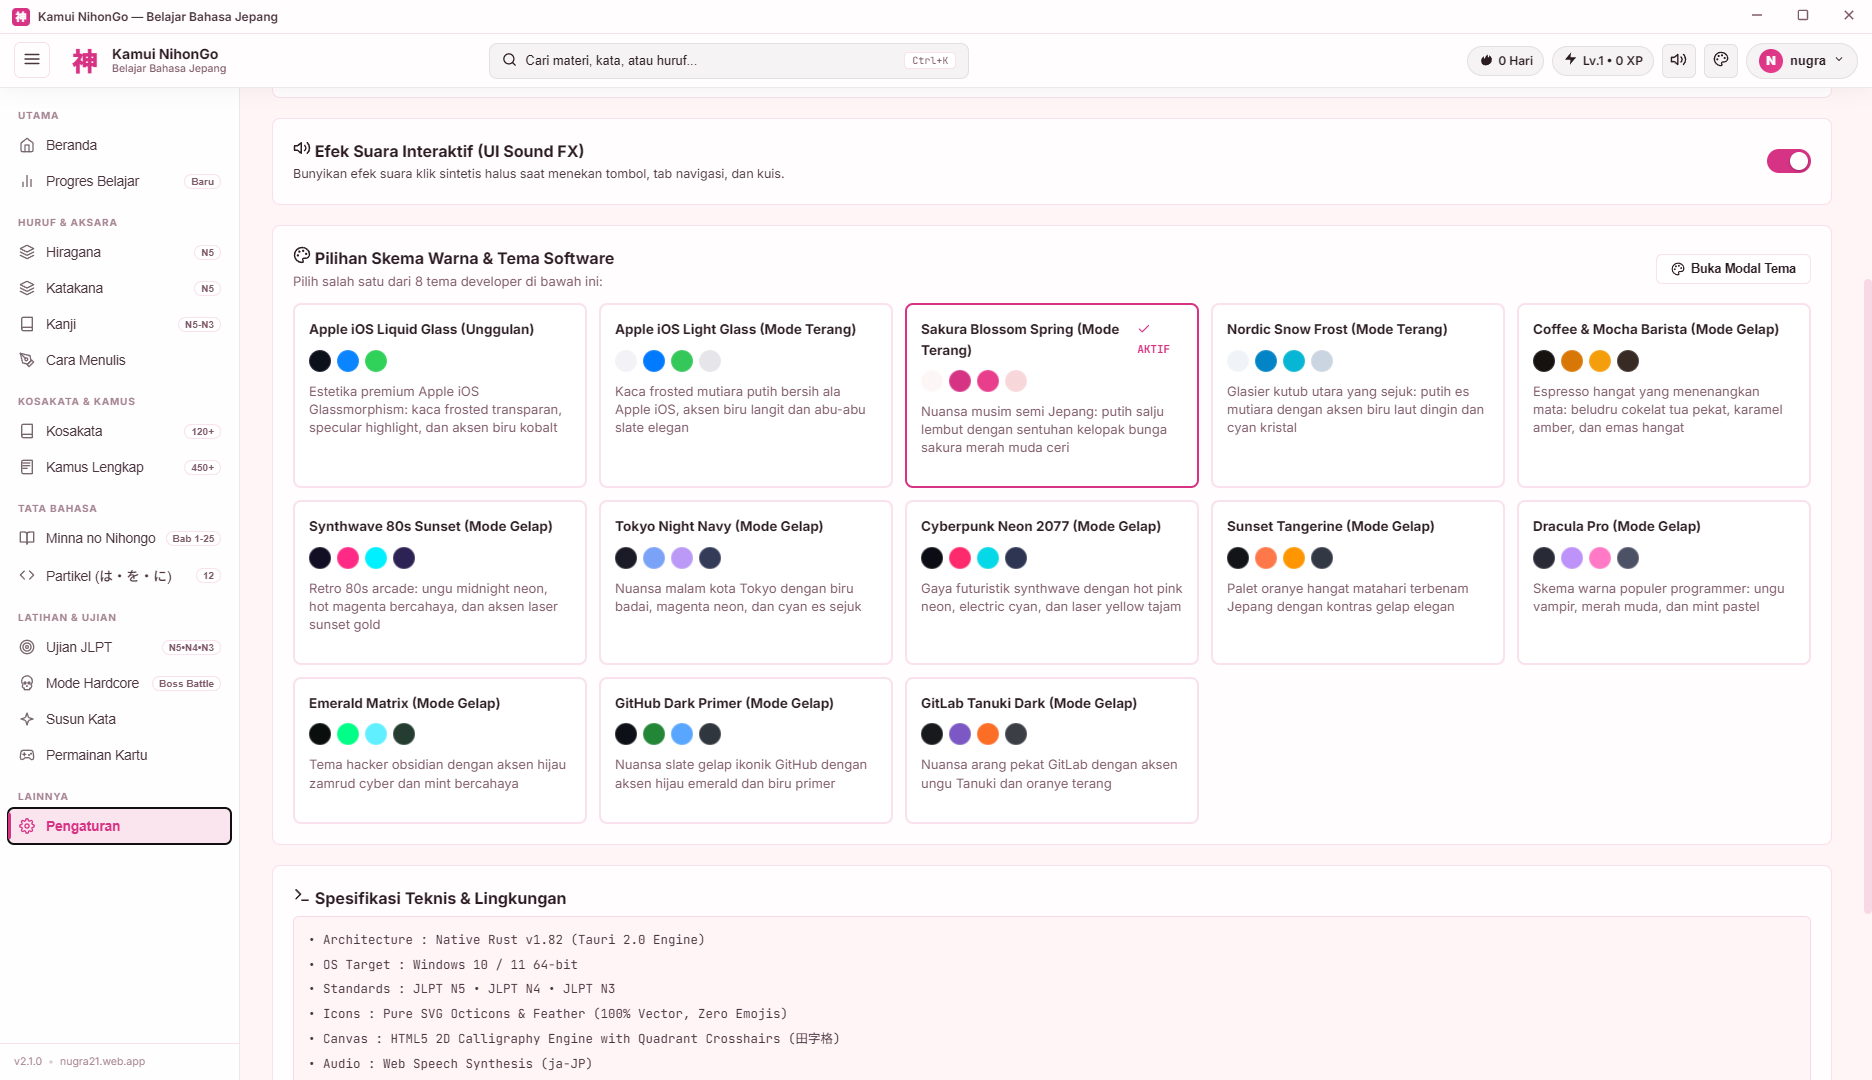 神 Kamui NihonGo — Belajar Bahasa Jepang
神 Kamui NihonGo
Belajar Bahasa Jepang
Cari materi, kata, atau huruf...
Ctrl+K
0 Hari
Lv.1 • 0 XP
N nugra
UTAMA
Beranda
Progres Belajar Baru
HURUF & AKSARA
Hiragana N5
Katakana N5
Kanji N5-N3
Cara Menulis
KOSAKATA & KAMUS
Kosakata 120+
Kamus Lengkap 450+
TATA BAHASA
Minna no Nihongo Bab 1-25
Partikel (は・を・に) 12
LATIHAN & UJIAN
Ujian JLPT N5•N4•N3
Mode Hardcore Boss Battle
Susun Kata
Permainan Kartu
LAINNYA
Pengaturan
v2.1.0 • nugra21.web.app
Efek Suara Interaktif (UI Sound FX)
Bunyikan efek suara klik sintetis halus saat menekan tombol, tab navigasi, dan kuis.
Pilihan Skema Warna & Tema Software
Pilih salah satu dari 8 tema developer di bawah ini:
Buka Modal Tema
Apple iOS Liquid Glass (Unggulan)
Estetika premium Apple iOS
Glassmorphism: kaca frosted transparan,
specular highlight, dan aksen biru kobalt
Apple iOS Light Glass (Mode Terang)
Kaca frosted mutiara putih bersih ala
Apple iOS, aksen biru langit dan abu-abu
slate elegan
Sakura Blossom Spring (Mode
Terang)
AKTIF
Nuansa musim semi Jepang: putih salju
lembut dengan sentuhan kelopak bunga
sakura merah muda ceri
Nordic Snow Frost (Mode Terang)
Glasier kutub utara yang sejuk: putih es
mutiara dengan aksen biru laut dingin dan
cyan kristal
Coffee & Mocha Barista (Mode Gelap)
Espresso hangat yang menenangkan
mata: beludru cokelat tua pekat, karamel
amber, dan emas hangat
Synthwave 80s Sunset (Mode Gelap)
Retro 80s arcade: ungu midnight neon,
hot magenta bercahaya, dan aksen laser
sunset gold
Tokyo Night Navy (Mode Gelap)
Nuansa malam kota Tokyo dengan biru
badai, magenta neon, dan cyan es sejuk
Cyberpunk Neon 2077 (Mode Gelap)
Gaya futuristik synthwave dengan hot pink
neon, electric cyan, dan laser yellow tajam
Sunset Tangerine (Mode Gelap)
Palet oranye hangat matahari terbenam
Jepang dengan kontras gelap elegan
Dracula Pro (Mode Gelap)
Skema warna populer programmer: ungu
vampir, merah muda, dan mint pastel
Emerald Matrix (Mode Gelap)
Tema hacker obsidian dengan aksen hijau
zamrud cyber dan mint bercahaya
GitHub Dark Primer (Mode Gelap)
Nuansa slate gelap ikonik GitHub dengan
aksen hijau emerald dan biru primer
GitLab Tanuki Dark (Mode Gelap)
Nuansa arang pekat GitLab dengan aksen
ungu Tanuki dan oranye terang
Spesifikasi Teknis & Lingkungan
• Architecture : Native Rust v1.82 (Tauri 2.0 Engine)
• OS Target : Windows 10 / 11 64-bit
• Standards : JLPT N5 • JLPT N4 • JLPT N3
• Icons : Pure SVG Octicons & Feather (100% Vector, Zero Emojis)
• Canvas : HTML5 2D Calligraphy Engine with Quadrant Crosshairs (田字格)
• Audio : Web Speech Synthesis (ja-JP)